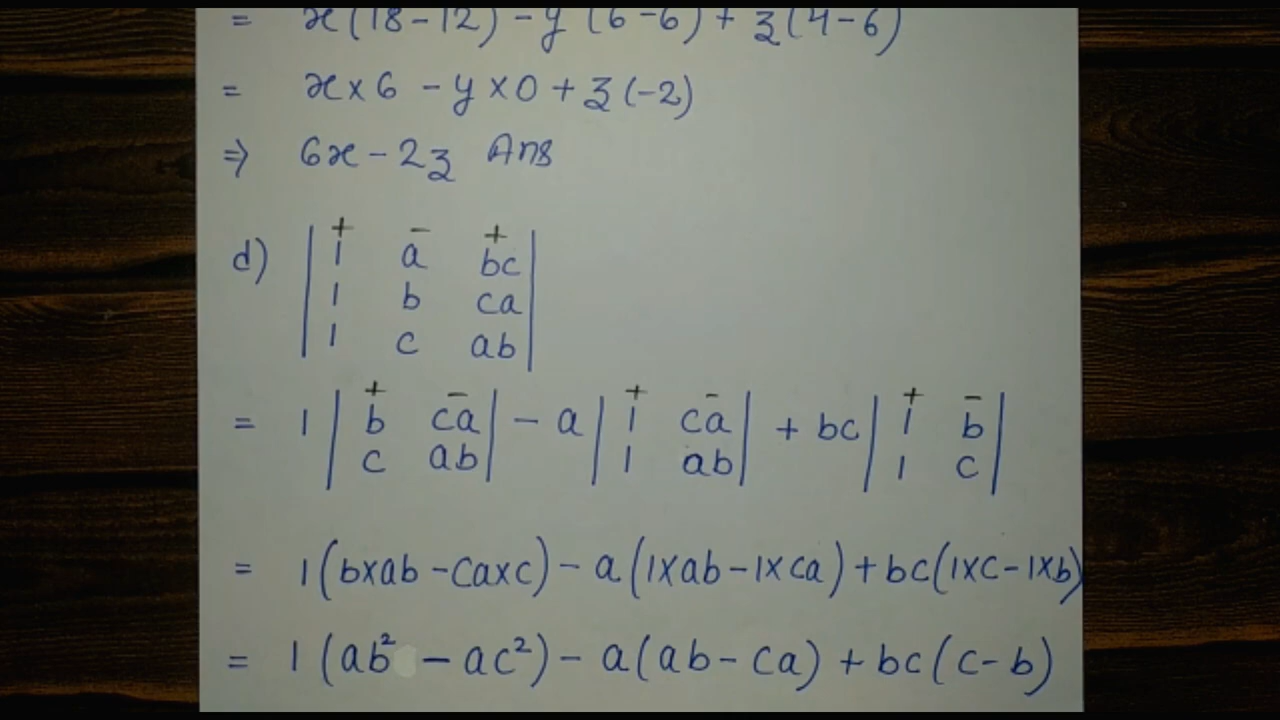 = x(18-12) - y(6-6) + z(4-6)
= x×6 - y×0 + z(-2)
⇒ 6x - 2z Ans
+ - +
d) | 1 a bc |
| 1 b ca |
| 1 c ab |
+ - + - + -
= 1 | b ca | - a | 1 ca | + bc | 1 b |
| c ab | | 1 ab | | 1 c |
= 1(b×ab - ca×c) - a(1×ab - 1×ca) + bc(1×c - 1×b)
= 1(ab² - ac²) - a(ab - ca) + bc(c - b)